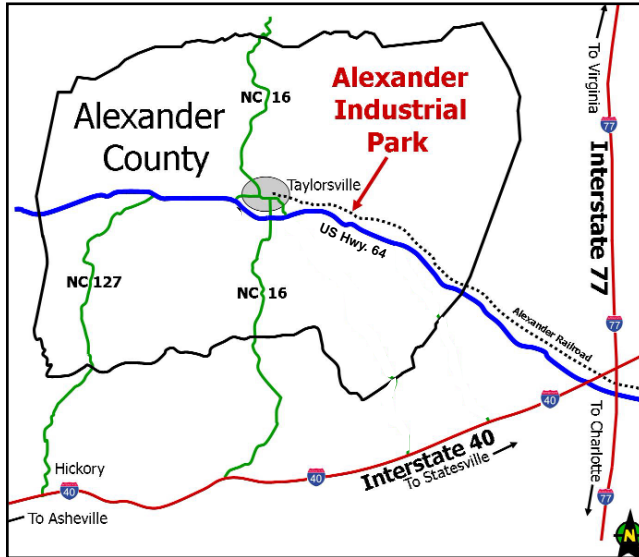 To Virginia
NC 16
Alexander
Industrial
Park
Alexander
County
77
Interstate 77
Taylorsville
US Hwy. 64
NC 127
NC 16
77
Alexander Railroad
40
To Charlotte
Interstate 40
To Statesville
Hickory
40
40
77
To Asheville
N